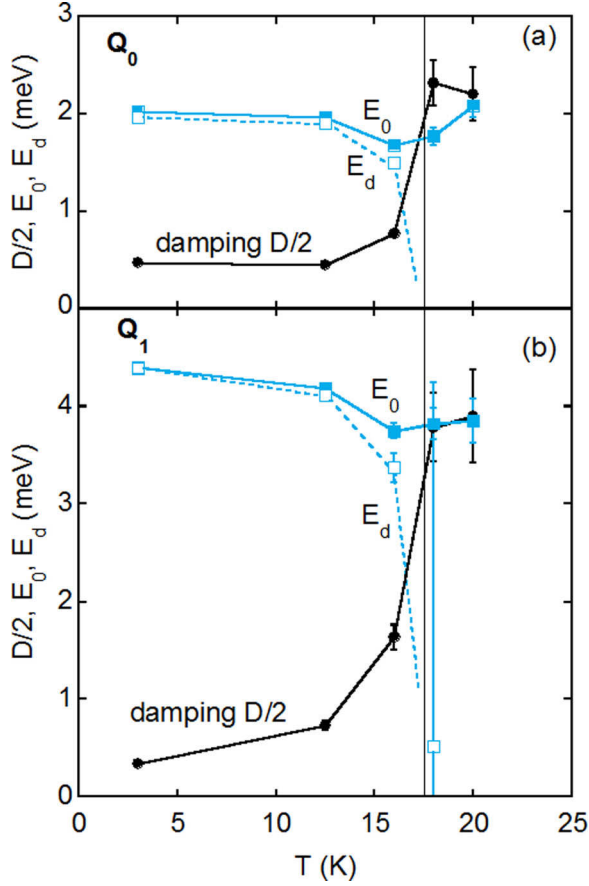 Q0 (a)
3
2
1
0
D/2, E0, Ed (meV)
E0
Ed
damping D/2
Q1 (b)
4
3
2
1
0
D/2, E0, Ed (meV)
E0
Ed
damping D/2
0 5 10 15 20 25
T (K)